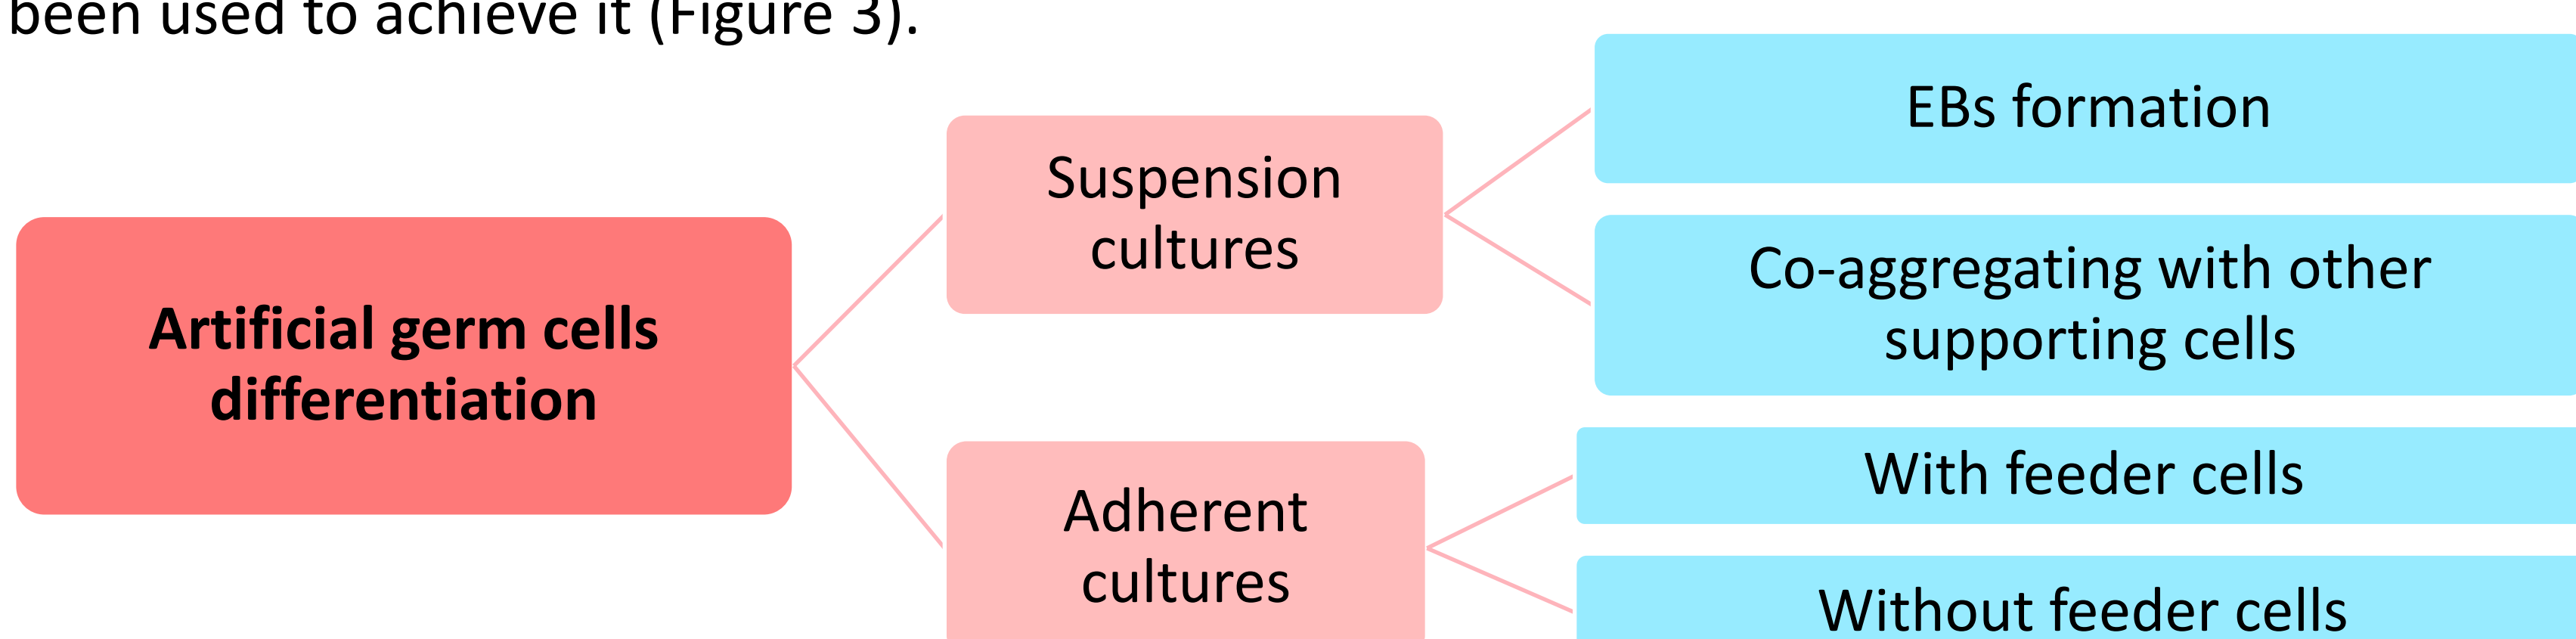 been used to achieve it (Figure 3).
Artificial germ cells
differentiation
Suspension
cultures
EBs formation
Co-aggregating with other
supporting cells
Adherent
cultures
With feeder cells
Without feeder cells